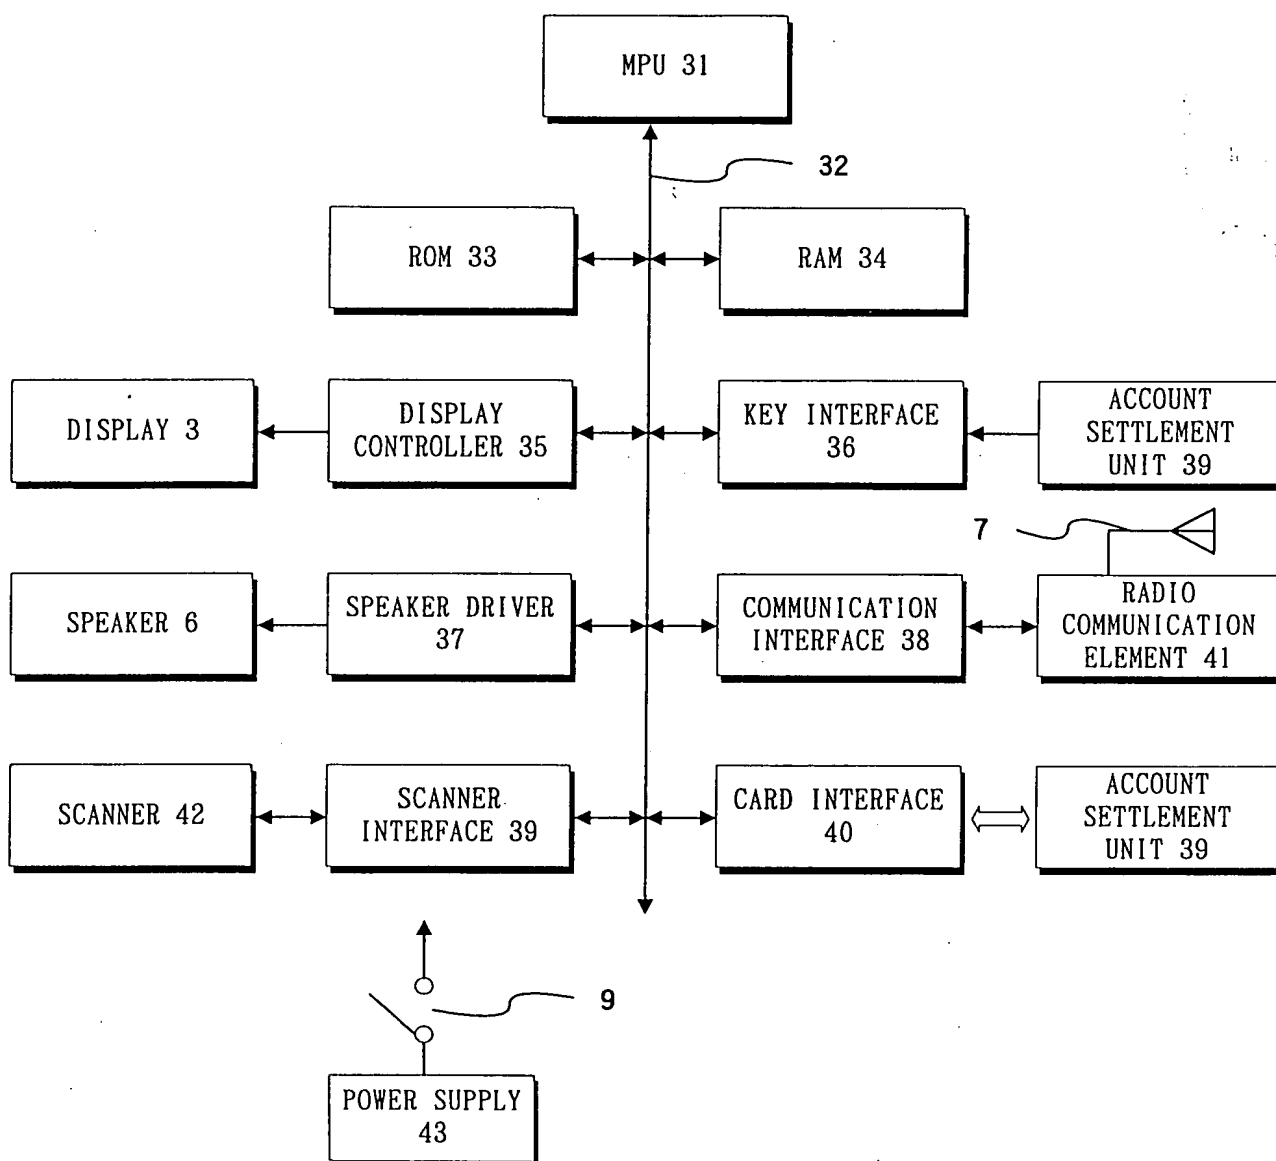 MPU 31
32
ROM 33
RAM 34
DISPLAY 3
DISPLAY
CONTROLLER 35
KEY INTERFACE
36
ACCOUNT
SETTLEMENT
UNIT 39
7
SPEAKER 6
SPEAKER DRIVER
37
COMMUNICATION
INTERFACE 38
RADIO
COMMUNICATION
ELEMENT 41
SCANNER 42
SCANNER
INTERFACE 39
CARD INTERFACE
40
ACCOUNT
SETTLEMENT
UNIT 39
9
POWER SUPPLY
43